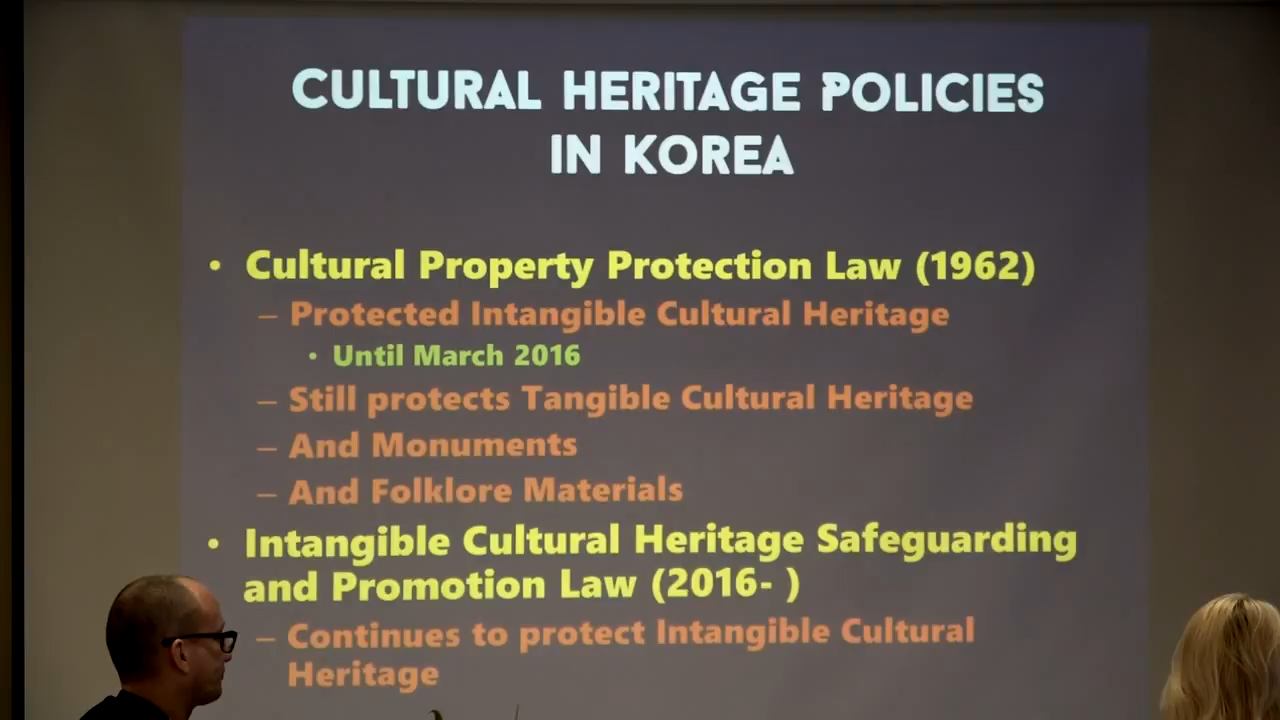 CULTURAL HERITAGE POLICIES
IN KOREA
• Cultural Property Protection Law (1962)
– Protected Intangible Cultural Heritage
• Until March 2016
– Still protects Tangible Cultural Heritage
– And Monuments
– And Folklore Materials
• Intangible Cultural Heritage Safeguarding
and Promotion Law (2016- )
– Continues to protect Intangible Cultural
Heritage